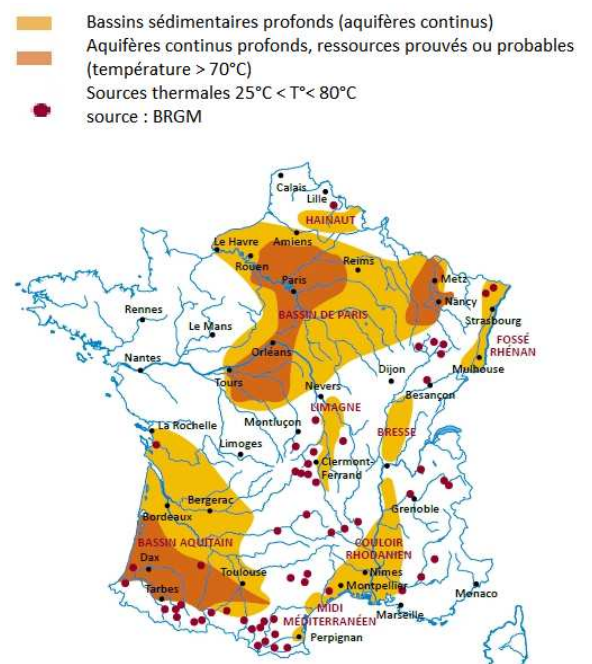 Bassins sédimentaires profonds (aquifères continus)
Aquifères continus profonds, ressources prouvés ou probables
(température > 70°C)
Sources thermales 25°C < T°< 80°C
source : BRGM
Calais
Lille
HAINAUT
Le Havre
Amiens
Rouen
Reims
Paris
Metz
Nancy
Rennes
BASSIN DE PARIS
Strasbourg
Le Mans
FOSSÉ
RHÉNAN
Orléans
Nantes
Dijon
Mulhouse
Tours
Nevers
Besançon
LIMAGNE
La Rochelle
Montluçon
BRESSE
Limoges
Clermont-
Ferrand
Bergerac
Grenoble
Bordeaux
BASSIN AQUITAIN
COULOIR
RHODANIEN
Dax
Toulouse
Nîmes
Tarbes
Montpellier
Monaco
MIDI
MÉDITERRANÉEN
Marseille
Perpignan